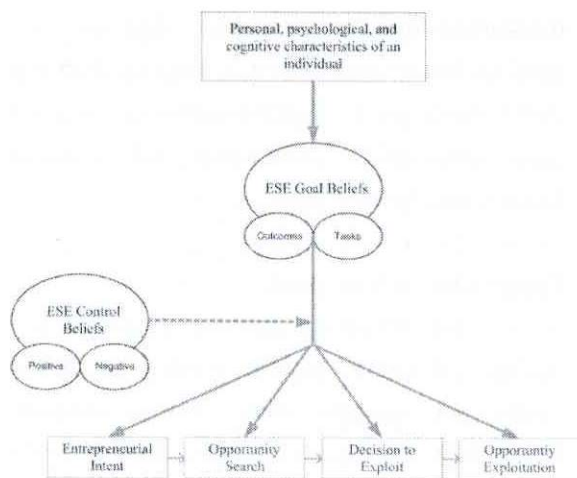 Personal, psychological, and
cognitive characteristics of an
individual
ESE Goal Beliefs
Outcomes
Tasks
ESE Control
Beliefs
Positive
Negative
Entrepreneurial
Intent
Opportunity
Search
Decision to
Exploit
Opportuntiy
Exploitation